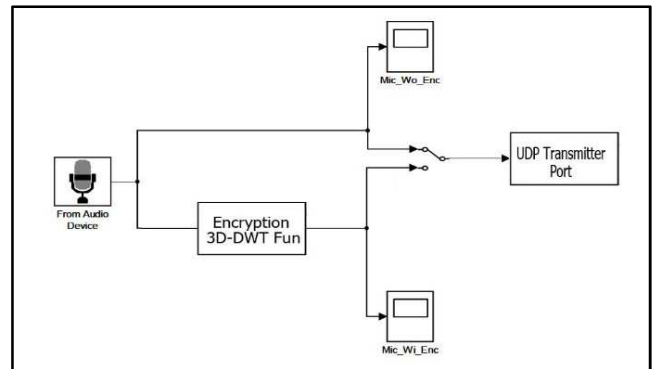 Mic_Wo_Enc
UDP Transmitter
Port
From Audio
Device
Encryption
3D-DWT Fun
Mic_Wi_Enc